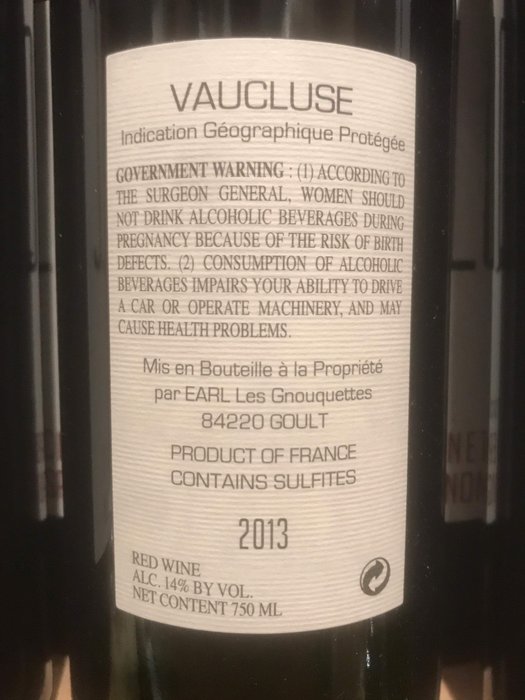 VAUCLUSE
Indication Géographique Protégée
GOVERNMENT WARNING : (1) ACCORDING TO
THE SURGEON GENERAL, WOMEN SHOULD
NOT DRINK ALCOHOLIC BEVERAGES DURING
PREGNANCY BECAUSE OF THE RISK OF BIRTH
DEFECTS. (2) CONSUMPTION OF ALCOHOLIC
BEVERAGES IMPAIRS YOUR ABILITY TO DRIVE
A CAR OR OPERATE MACHINERY, AND MAY
CAUSE HEALTH PROBLEMS.
Mis en Bouteille à la Propriété
par EARL Les Gnouquettes
84220 GOULT
PRODUCT OF FRANCE
CONTAINS SULFITES
2013
RED WINE
ALC. 14% BY VOL.
NET CONTENT 750 ML